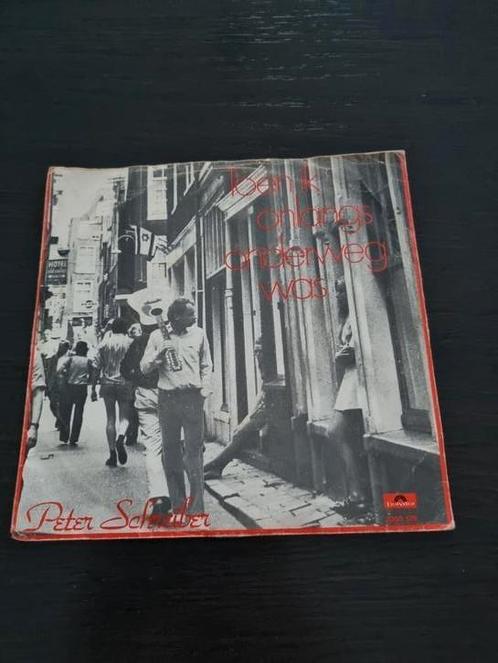 Toen ik
onlangs
onderweg
was
HOTEL
Peter Schreiber
Polydor